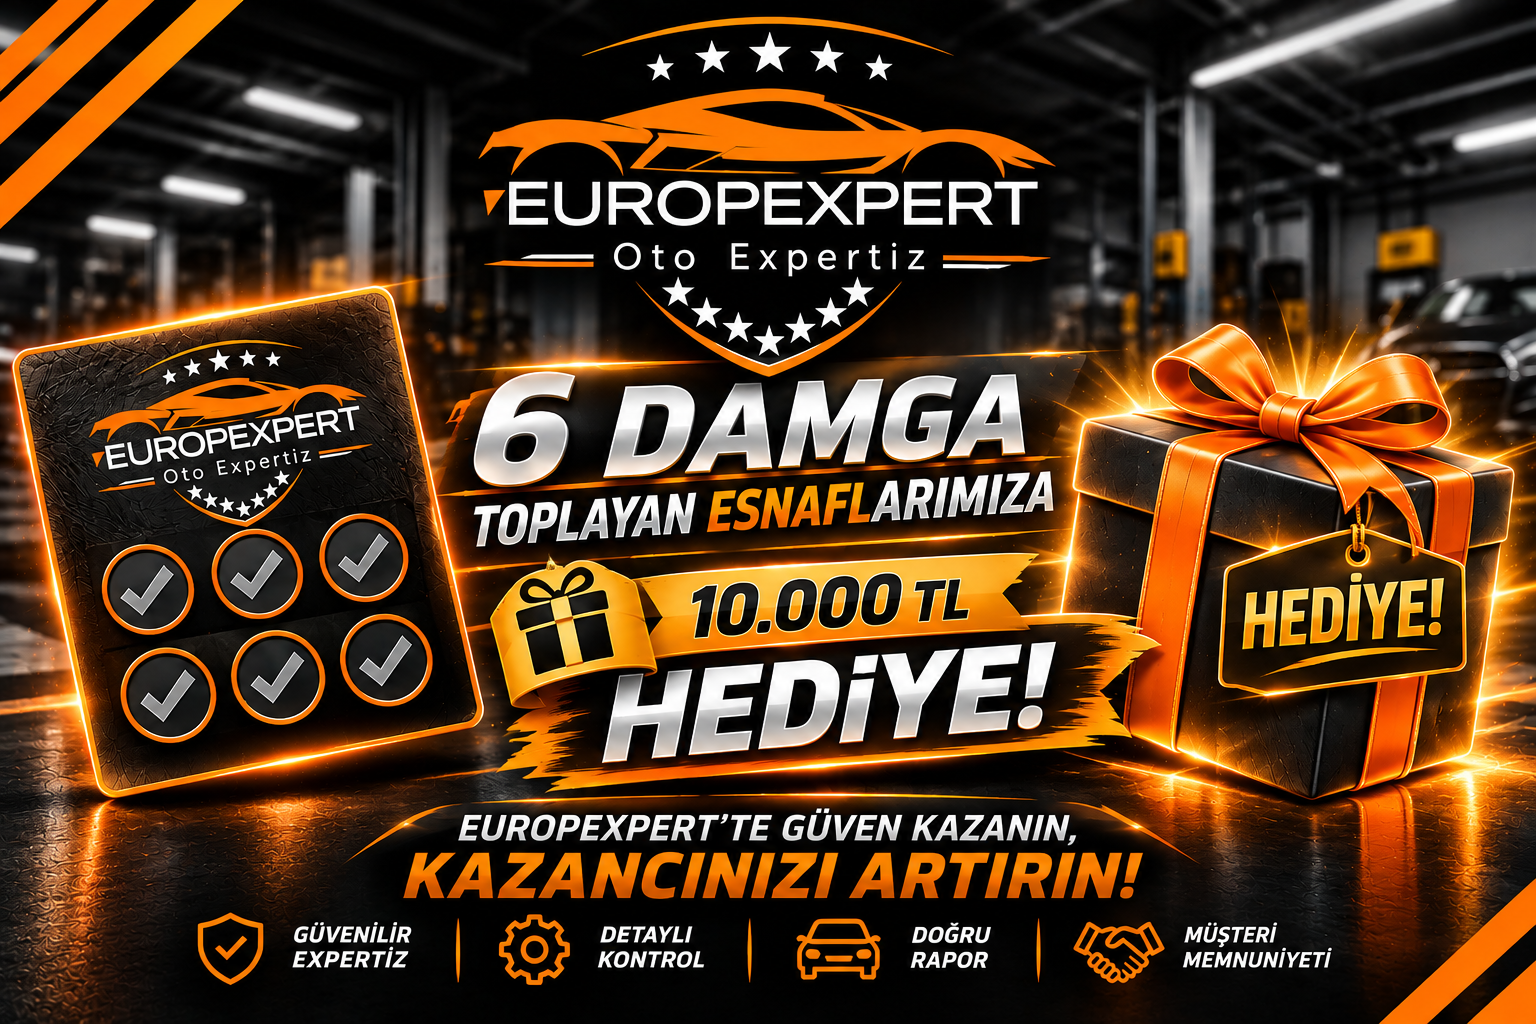 EUROPEXPERT
Oto Expertiz
EUROPEXPERT
Oto Expertiz
6 DAMGA
TOPLAYAN ESNAFLARIMIZA
10.000 TL
HEDİYE!
HEDİYE!
EUROPEXPERT'TE GÜVEN KAZANIN,
KAZANCINIZI ARTIRIN!
GÜVENİLİR
EXPERTİZ
DETAYLI
KONTROL
DOĞRU
RAPOR
MÜŞTERİ
MEMNUNİYETİ